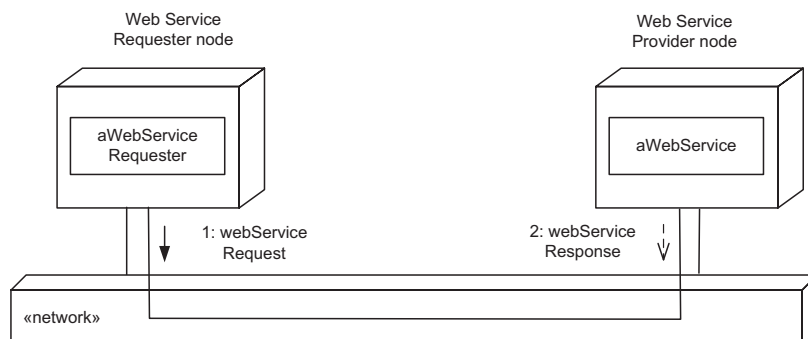 Web Service
Requester node
Web Service
Provider node
aWebService
Requester
aWebService
1: webService
Request
2: webService
Response
«network»